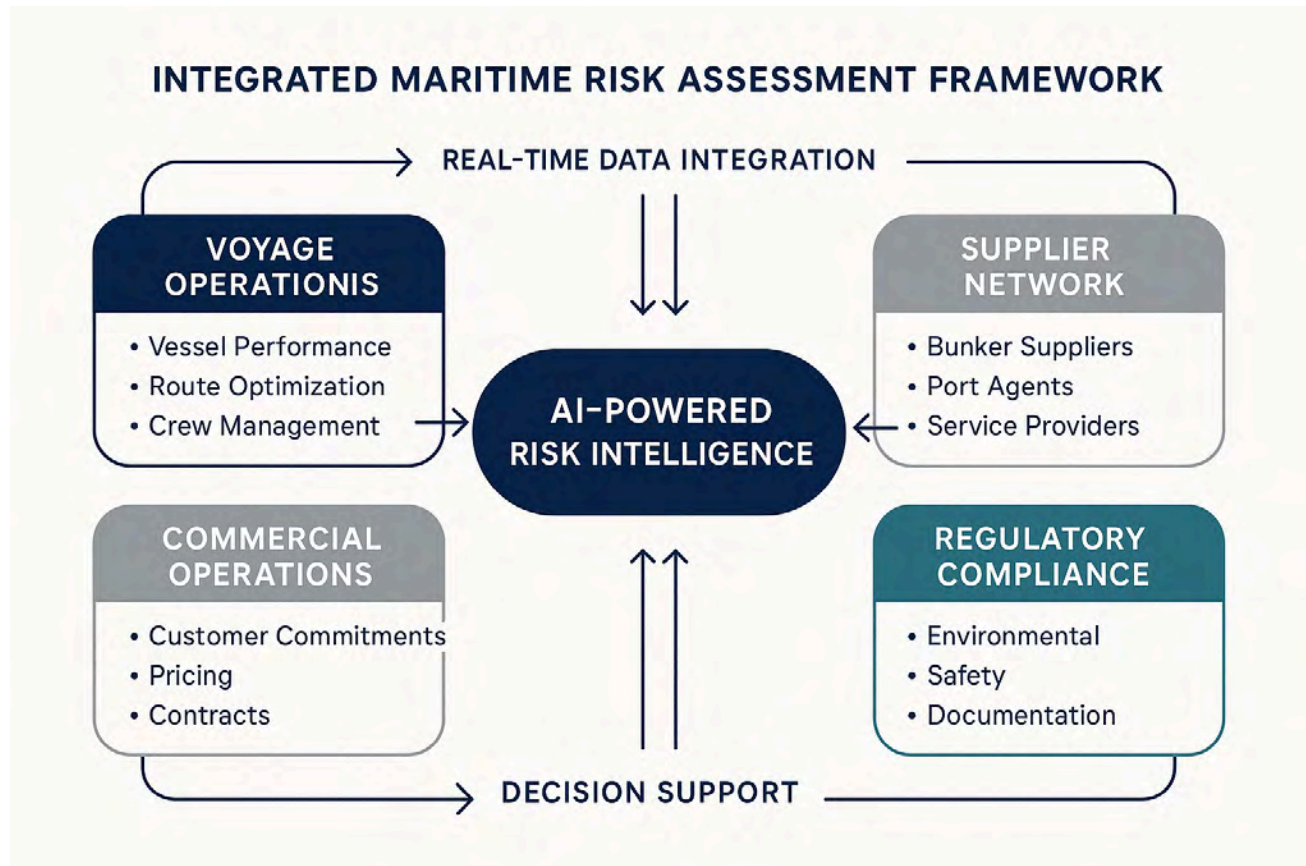 INTEGRATED MARITIME RISK ASSESSMENT FRAMEWORK
REAL-TIME DATA INTEGRATION
VOYAGE
OPERATIONIS
• Vessel Performance
• Route Optimization
• Crew Management
SUPPLIER
NETWORK
• Bunker Suppliers
• Port Agents
• Service Providers
AI-POWERED
RISK INTELLIGENCE
COMMERCIAL
OPERATIONS
• Customer Commitments
• Pricing
• Contracts
REGULATORY
COMPLIANCE
• Environmental
• Safety
• Documentation
DECISION SUPPORT